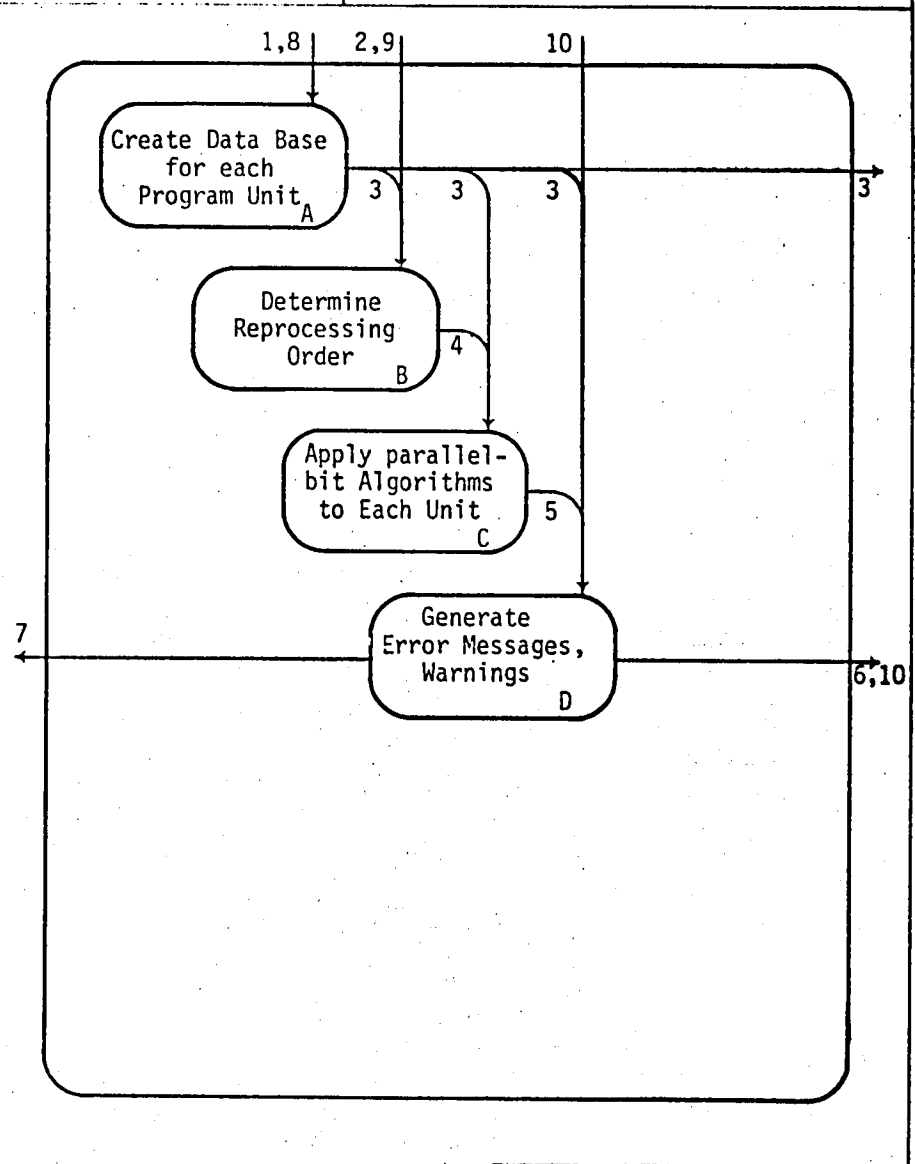 1,8 2,9 10
Create Data Base
for each
Program Unit
A
3 3 3 3
Determine
Reprocessing
Order
B
4
Apply parallel-
bit Algorithms
to Each Unit
C
5
Generate
Error Messages,
Warnings
D
7
6,10